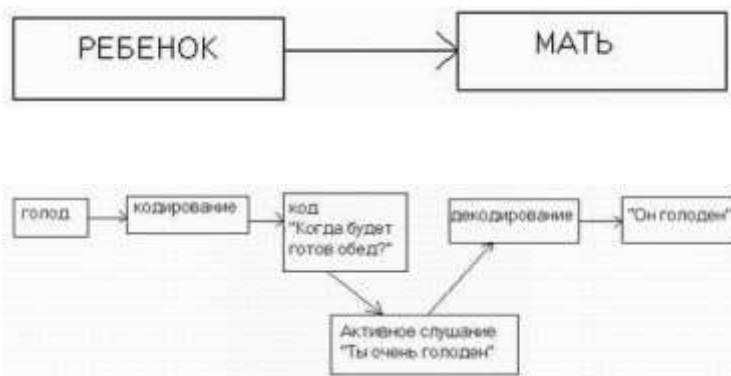 РЕБЕНОК
МАТЬ
голод
кодирование
код
"Когда будет
готов обед?"
декодирование
"Он голоден"
Активное слушание
"Ты очень голоден"